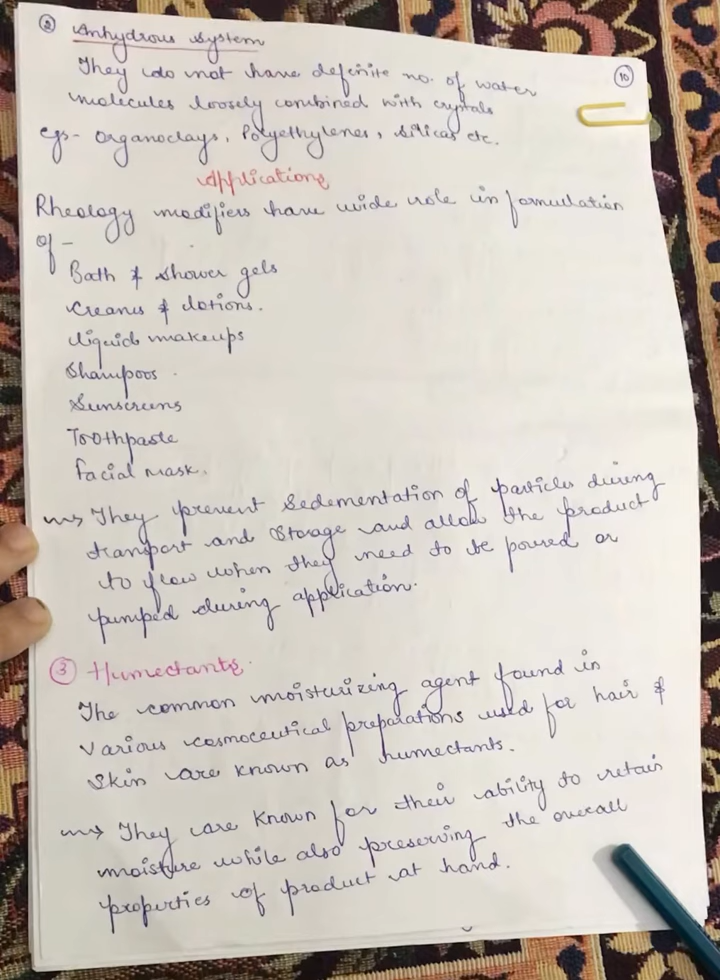 ② Anhydrous system
⑩
They do not have definite no. of water
molecules loosely combined with crystals
egs- Organoclays, Polyethylenes, Silicas etc.
Applications
Rheology modifiers have wide role in formulation
of -
Bath & Shower gels
Creams & lotions.
liquid makeups
Shampoos.
Sunscreens
Toothpaste
facial mask.
→ They prevent Sedementation of particles during
transport and Storage and allow the product
to flow when they need to be poured or
pumped during application.
③ Humectants.
The common moisturizing agent found in
various cosmoceutical preparations used for hair &
skin are known as humectants.
→ They are known for their ability to retain
moisture while also preserving the overall
properties of product at hand.